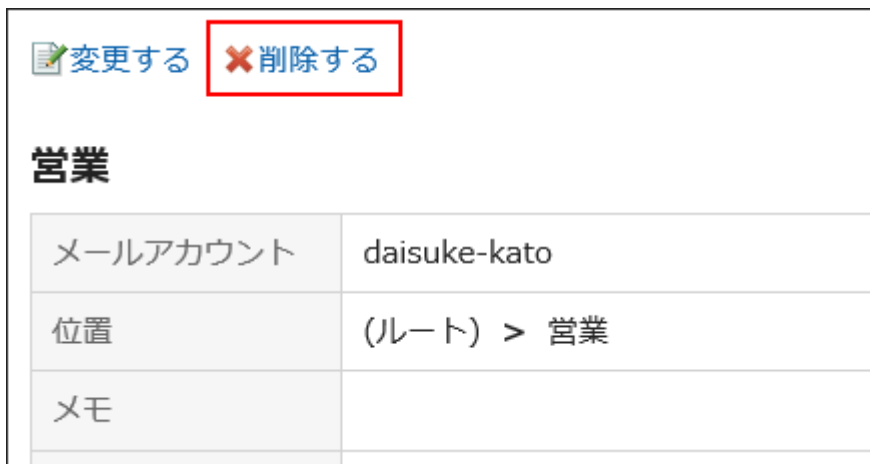 変更する 削除する
営業
メールアカウント daisuke-kato
位置 (ルート) > 営業
メモ